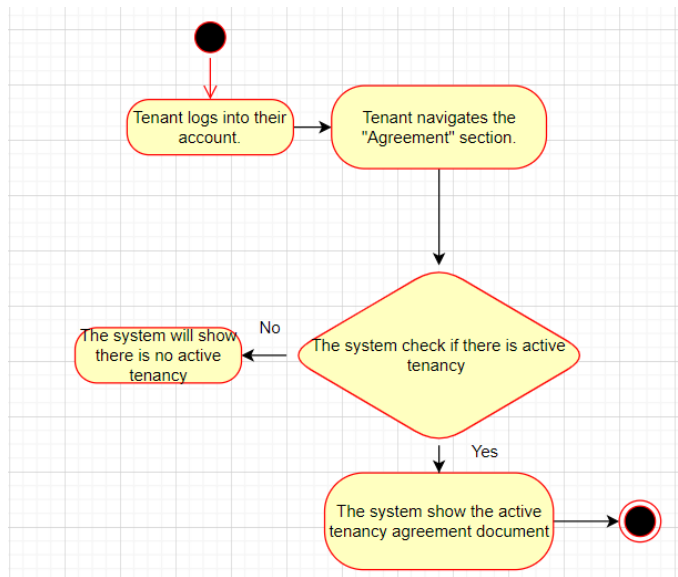 Tenant logs into their
account.
Tenant navigates the
"Agreement" section.
The system will show
there is no active
tenancy
No
The system check if there is active
tenancy
Yes
The system show the active
tenancy agreement document